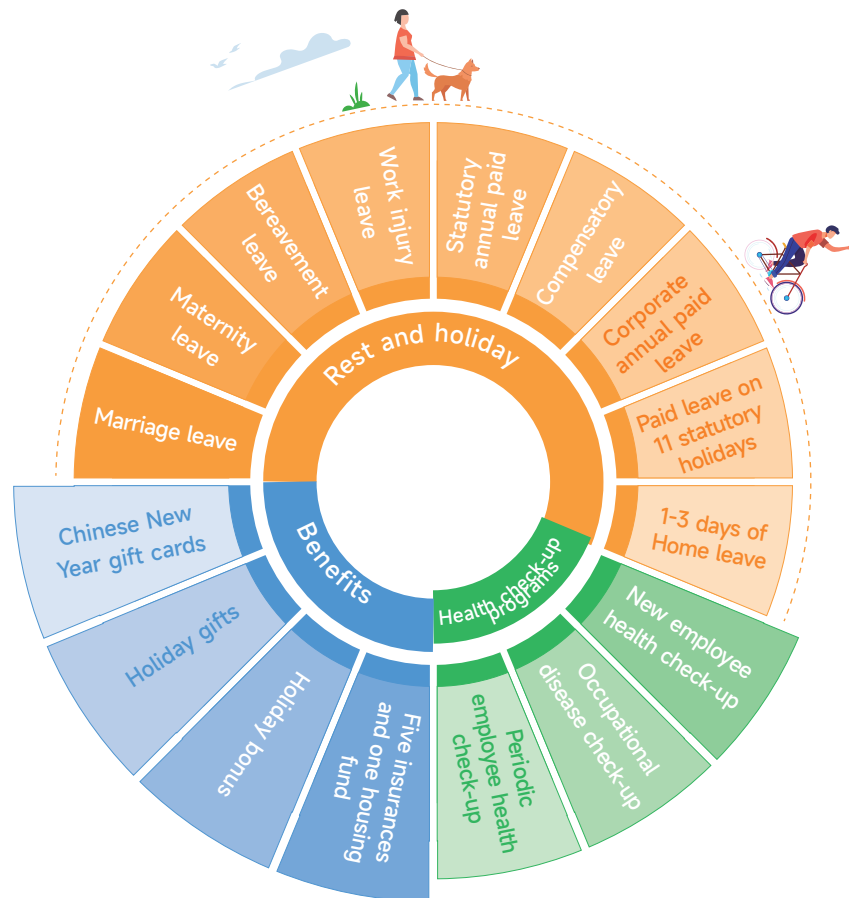 Rest and holiday
Marriage leave
Maternity
leave
Bereavement
leave
Work injury
leave
Statutory
annual paid
leave
Compensatory
leave
Corporate
annual paid
leave
Paid leave on
11 statutory
holidays
1-3 days of
Home leave
Health check-up
programs
New employee
health check-up
Occupational
disease check-up
Periodic
employee health
check-up
Benefits
Five insurances
and one housing
fund
Holiday bonus
Holiday gifts
Chinese New
Year gift cards